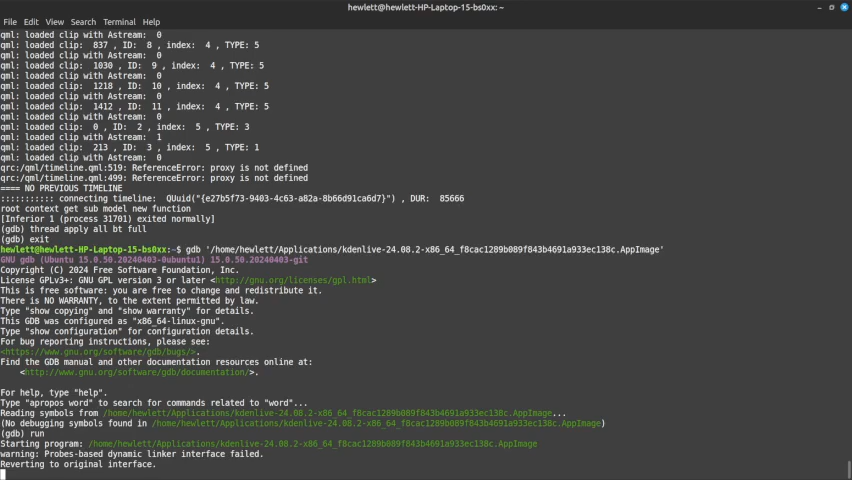 hewlett@hewlett-HP-Laptop-15-bs0xx: ~
File Edit View Search Terminal Help
qml: loaded clip with Astream:  0
qml: loaded clip:  837 , ID:  8 , index:  4 , TYPE: 5
qml: loaded clip with Astream:  0
qml: loaded clip:  1030 , ID:  9 , index:  4 , TYPE: 5
qml: loaded clip with Astream:  0
qml: loaded clip:  1218 , ID:  10 , index:  4 , TYPE: 5
qml: loaded clip with Astream:  0
qml: loaded clip:  1412 , ID:  11 , index:  4 , TYPE: 5
qml: loaded clip with Astream:  0
qml: loaded clip:  0 , ID:  2 , index:  5 , TYPE: 3
qml: loaded clip with Astream:  1
qml: loaded clip:  213 , ID:  3 , index:  5 , TYPE: 1
qml: loaded clip with Astream:  0
qrc:/qml/timeline.qml:519: ReferenceError: proxy is not defined
qrc:/qml/timeline.qml:499: ReferenceError: proxy is not defined
==== NO PREVIOUS TIMELINE
::::::::::: connecting timeline:  QUuid("{e27b5f73-9403-4c63-a82a-8b66d91ca6d7}") , DUR:  85666
root context get sub model new function
[Inferior 1 (process 31701) exited normally]
(gdb) thread apply all bt full
(gdb) exit
hewlett@hewlett-HP-Laptop-15-bs0xx:~$ gdb '/home/hewlett/Applications/kdenlive-24.08.2-x86_64_f8cac1289b089f843b4691a933ec138c.AppImage'
GNU gdb (Ubuntu 15.0.50.20240403-0ubuntu1) 15.0.50.20240403-git
Copyright (C) 2024 Free Software Foundation, Inc.
License GPLv3+: GNU GPL version 3 or later <http://gnu.org/licenses/gpl.html>
This is free software: you are free to change and redistribute it.
There is NO WARRANTY, to the extent permitted by law.
Type "show copying" and "show warranty" for details.
This GDB was configured as "x86_64-linux-gnu".
Type "show configuration" for configuration details.
For bug reporting instructions, please see:
<https://www.gnu.org/software/gdb/bugs/>.
Find the GDB manual and other documentation resources online at:
    <http://www.gnu.org/software/gdb/documentation/>.
For help, type "help".
Type "apropos word" to search for commands related to "word"...
Reading symbols from /home/hewlett/Applications/kdenlive-24.08.2-x86_64_f8cac1289b089f843b4691a933ec138c.AppImage...
(No debugging symbols found in /home/hewlett/Applications/kdenlive-24.08.2-x86_64_f8cac1289b089f843b4691a933ec138c.AppImage)
(gdb) run
Starting program: /home/hewlett/Applications/kdenlive-24.08.2-x86_64_f8cac1289b089f843b4691a933ec138c.AppImage
warning: Probes-based dynamic linker interface failed.
Reverting to original interface.